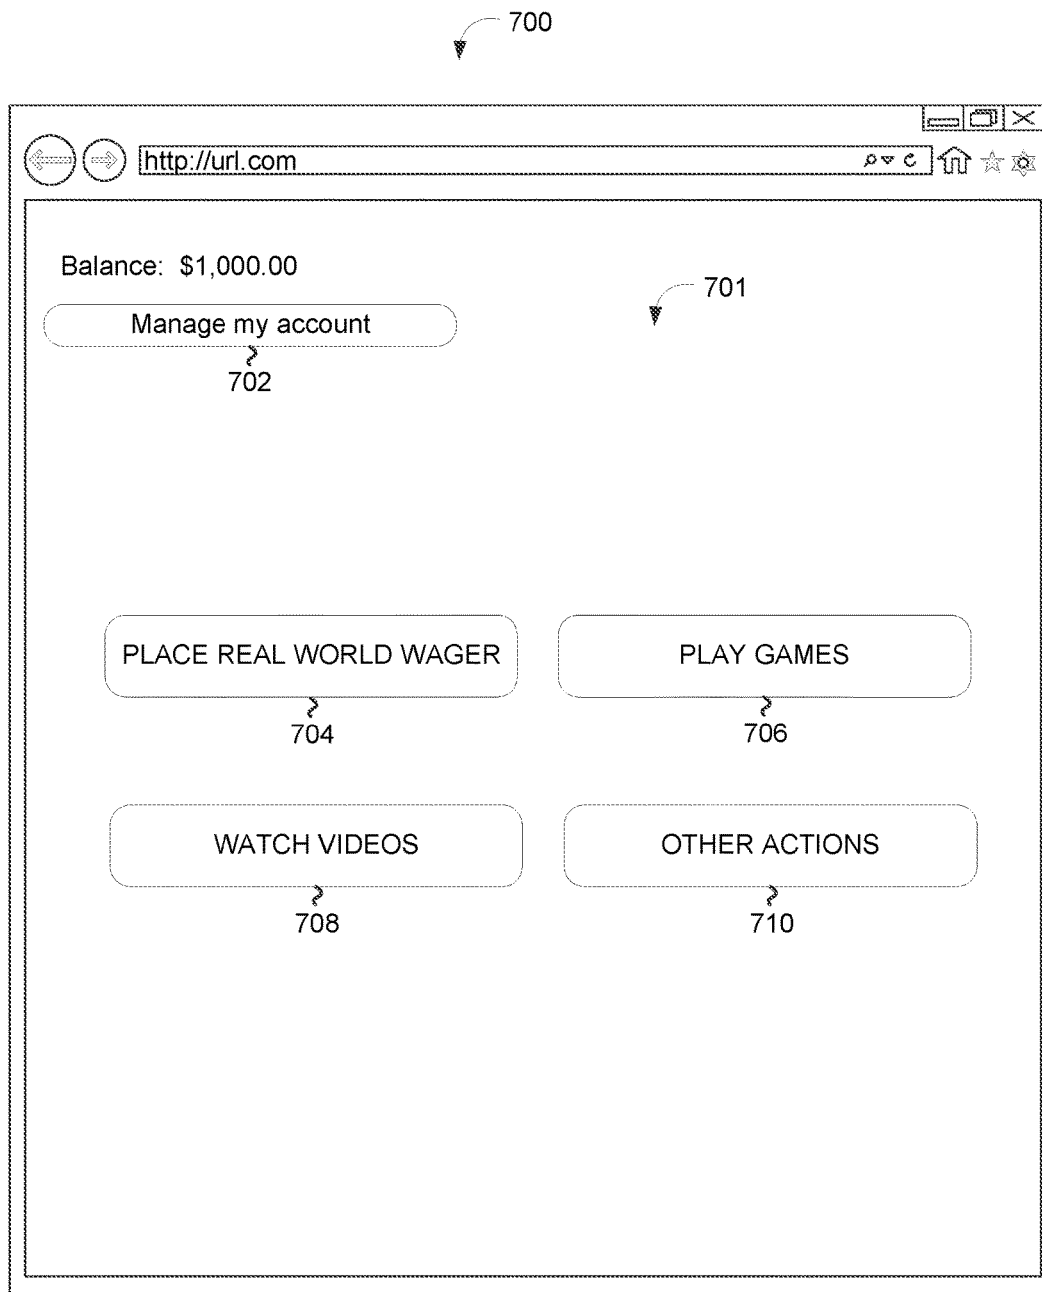 700
http://url.com
Balance: $1,000.00
701
Manage my account
702
PLACE REAL WORLD WAGER
PLAY GAMES
704
706
WATCH VIDEOS
OTHER ACTIONS
708
710